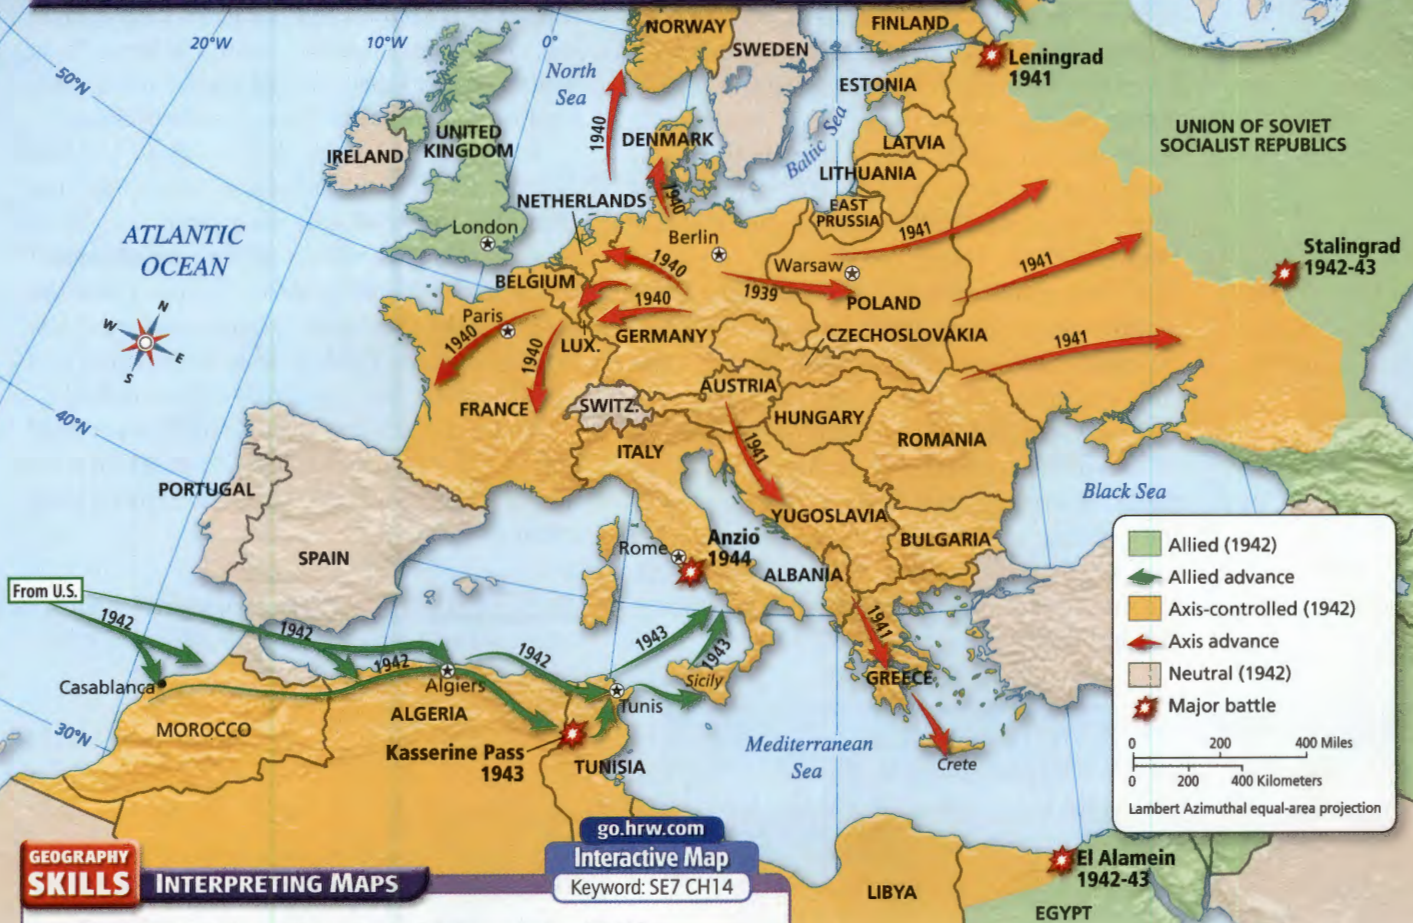 20°W
10°W
0°
50°N
40°N
30°N
NORWAY
SWEDEN
FINLAND
Leningrad
1941
North
Sea
ESTONIA
Baltic Sea
LATVIA
LITHUANIA
UNION OF SOVIET
SOCIALIST REPUBLICS
IRELAND
UNITED
KINGDOM
1940
DENMARK
1940
NETHERLANDS
EAST
PRUSSIA
London
Berlin
1940
1941
Warsaw
1941
Stalingrad
1942-43
ATLANTIC
OCEAN
N
W
E
S
BELGIUM
1940
1939
POLAND
Paris
1940
1940
LUX.
GERMANY
CZECHOSLOVAKIA
1941
AUSTRIA
FRANCE
SWITZ.
HUNGARY
ROMANIA
ITALY
1941
PORTUGAL
SPAIN
YUGOSLAVIA
Black Sea
BULGARIA
Rome
Anzio
1944
ALBANIA
1941
GREECE
Crete
From U.S.
1942
1942
1942
1942
1943
1943
Sicily
Casablanca
Algiers
Tunis
MOROCCO
ALGERIA
Kasserine Pass
1943
TUNISIA
Mediterranean
Sea
LIBYA
El Alamein
1942-43
EGYPT
Allied (1942)
Allied advance
Axis-controlled (1942)
Axis advance
Neutral (1942)
Major battle
0 200 400 Miles
0 200 400 Kilometers
Lambert Azimuthal equal-area projection
go.hrw.com
Interactive Map
Keyword: SE7 CH14
GEOGRAPHY
SKILLS
INTERPRETING MAPS